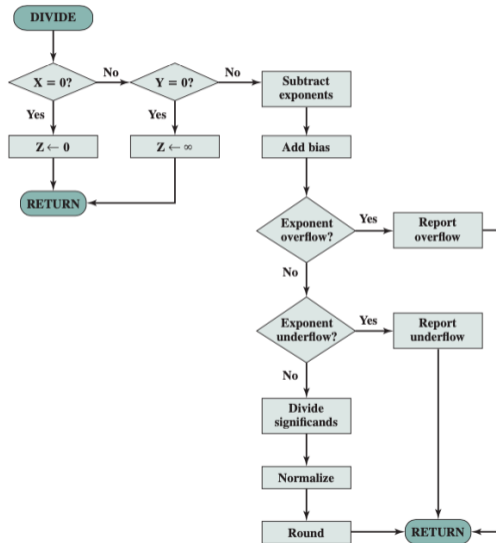 DIVIDE
X = 0?
No
Y = 0?
No
Subtract
exponents
Yes
Yes
Z ← 0
Z ← ∞
Add bias
RETURN
Exponent
overflow?
Yes
Report
overflow
No
Exponent
underflow?
Yes
Report
underflow
No
Divide
significands
Normalize
Round
RETURN